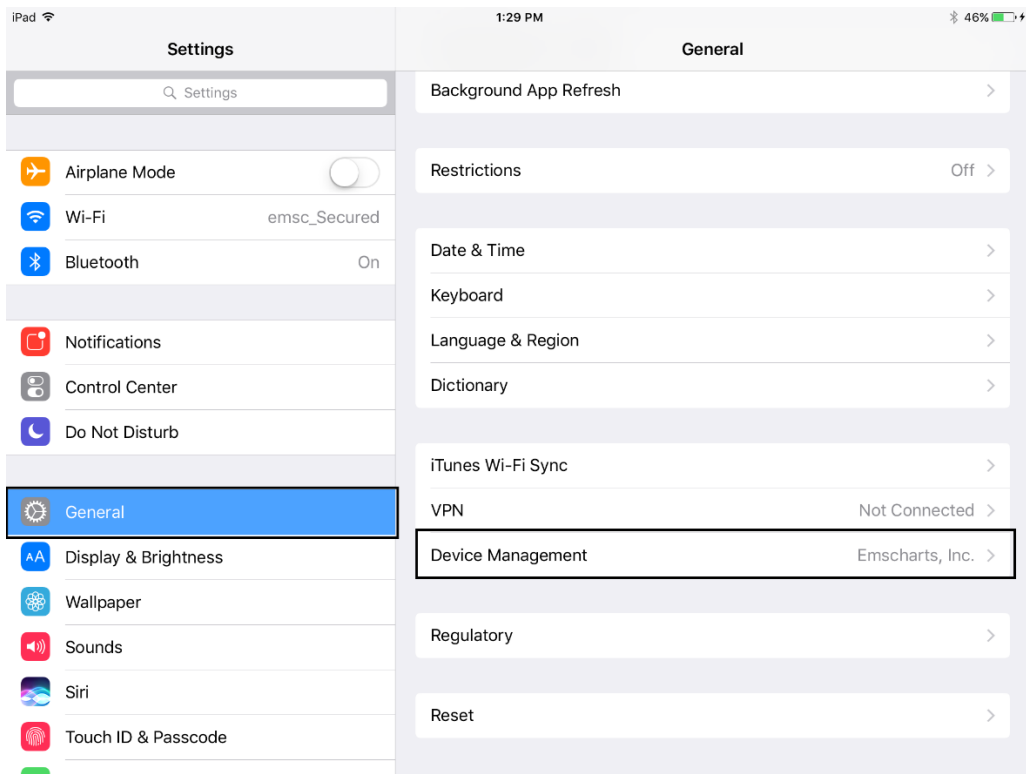 iPad
1:29 PM
46%
Settings
General
Settings
Airplane Mode
Wi-Fi emsc_Secured
Bluetooth On
Notifications
Control Center
Do Not Disturb
General
AA Display & Brightness
Wallpaper
Sounds
Siri
Touch ID & Passcode
Background App Refresh
Restrictions Off
Date & Time
Keyboard
Language & Region
Dictionary
iTunes Wi-Fi Sync
VPN Not Connected
Device Management Emscharts, Inc.
Regulatory
Reset